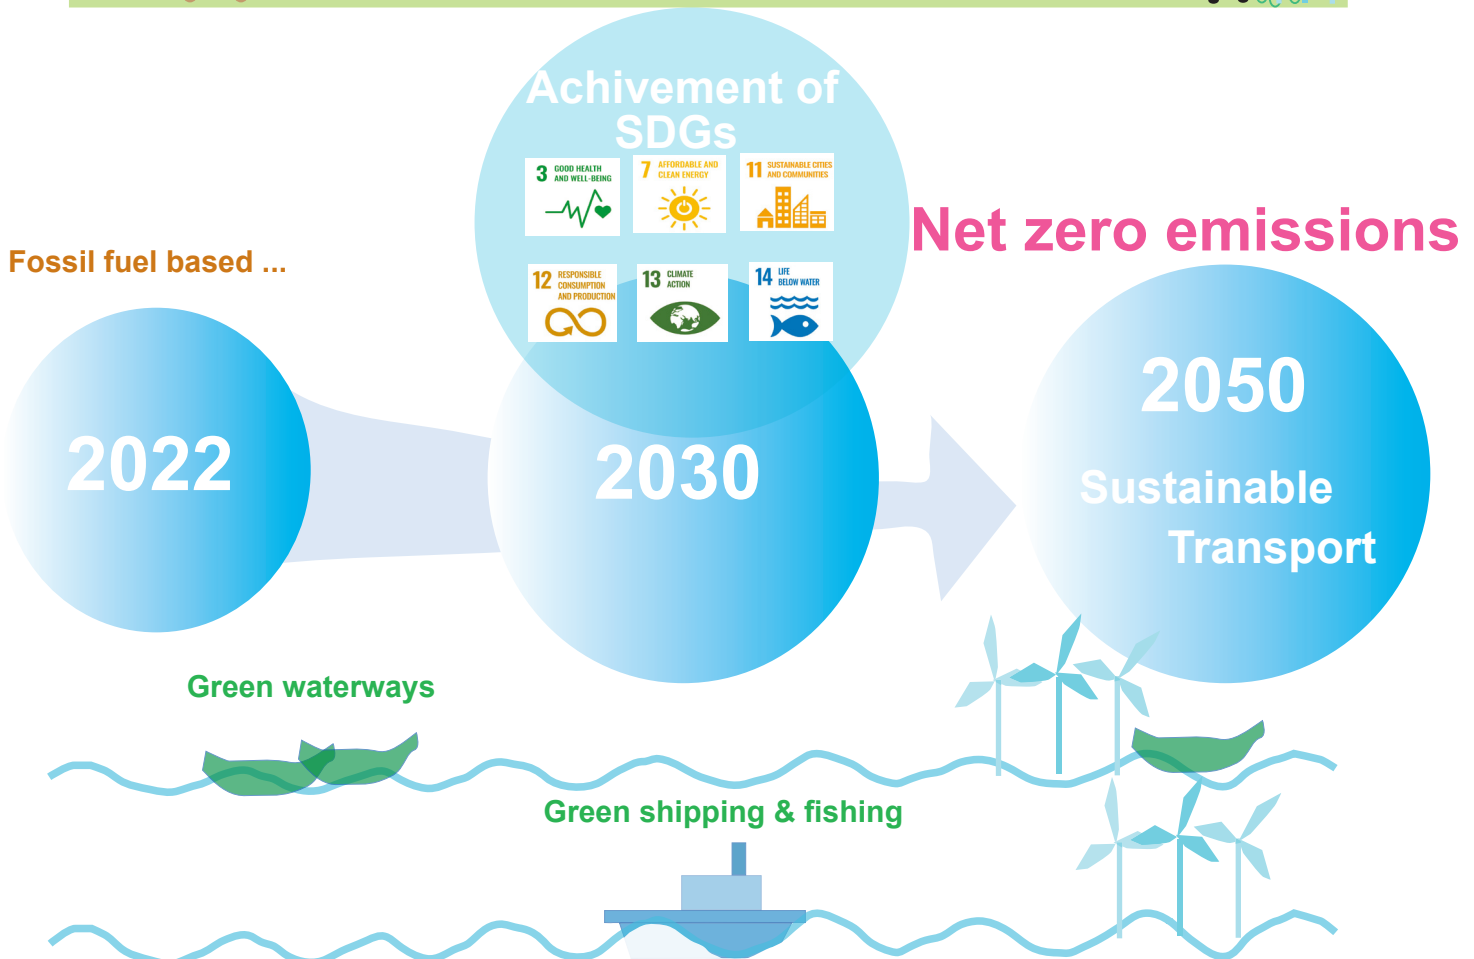 Achivement of
SDGs
3 GOOD HEALTH
AND WELL-BEING
7 AFFORDABLE AND
CLEAN ENERGY
11 SUSTAINABLE CITIES
AND COMMUNITIES
12 RESPONSIBLE
CONSUMPTION
AND PRODUCTION
13 CLIMATE
ACTION
14 LIFE
BELOW WATER
Net zero emissions
Fossil fuel based ...
2022
2030
2050
Sustainable
Transport
Green waterways
Green shipping & fishing